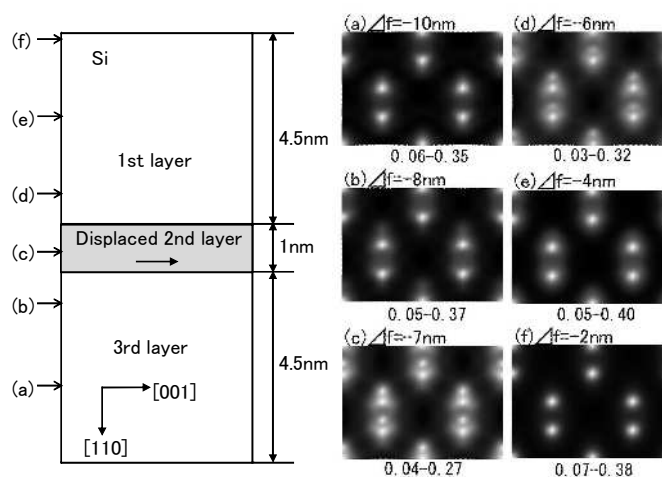 (f)
Si
(e)
1st layer
4.5nm
(d)
Displaced 2nd layer
1nm
(c)
(b)
3rd layer
4.5nm
(a)
[001]
[110]
(a)⊿f=-10nm
0.06-0.35
(b)⊿f=-8nm
0.05-0.37
(c)⊿f=-7nm
0.04-0.27
(d)⊿f=-6nm
0.03-0.32
(e)⊿f=-4nm
0.05-0.40
(f)⊿f=-2nm
0.07-0.38